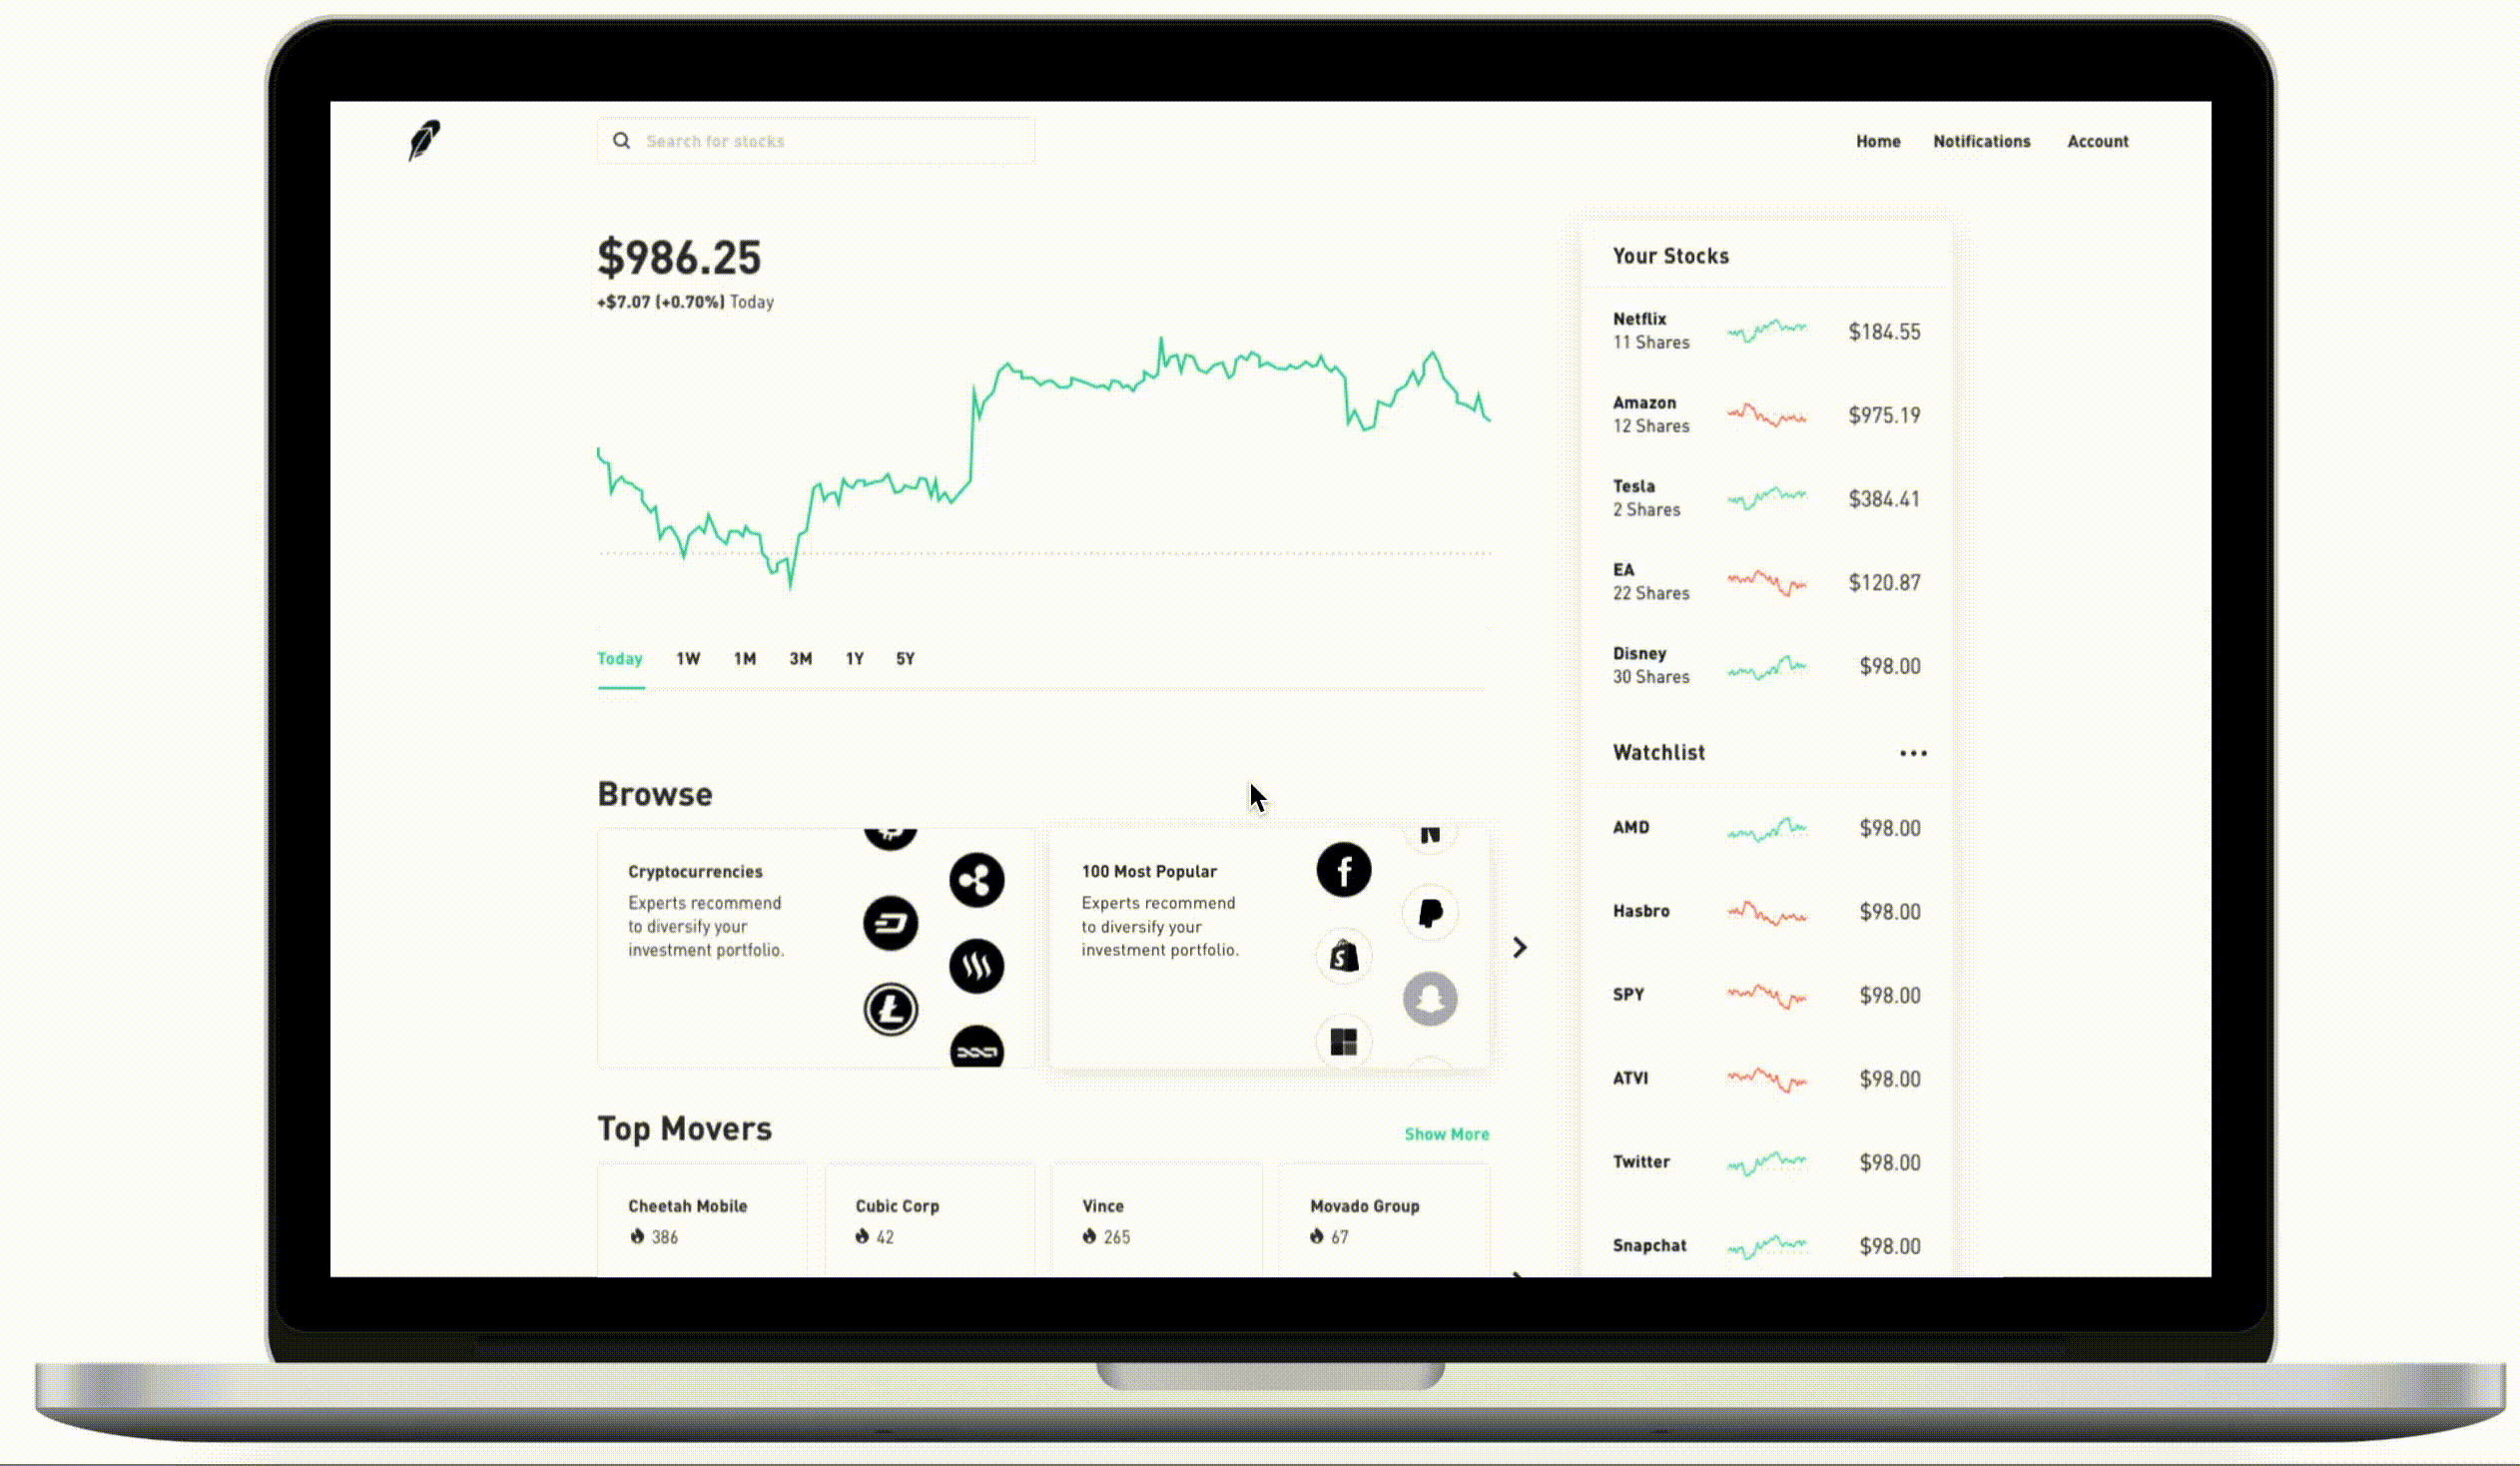 Search for stocks
Home Notifications Account
$986.25
+$7.07 (+0.70%) Today
Today 1W 1M 3M 1Y 5Y
Browse
Cryptocurrencies
Experts recommend
to diversify your
investment portfolio.
100 Most Popular
Experts recommend
to diversify your
investment portfolio.
Top Movers
Show More
Cheetah Mobile
386
Cubic Corp
42
Vince
265
Movado Group
67
Your Stocks
Netflix
11 Shares
$184.55
Amazon
12 Shares
$975.19
Tesla
2 Shares
$384.41
EA
22 Shares
$120.87
Disney
30 Shares
$98.00
Watchlist
AMD $98.00
Hasbro $98.00
SPY $98.00
ATVI $98.00
Twitter $98.00
Snapchat $98.00